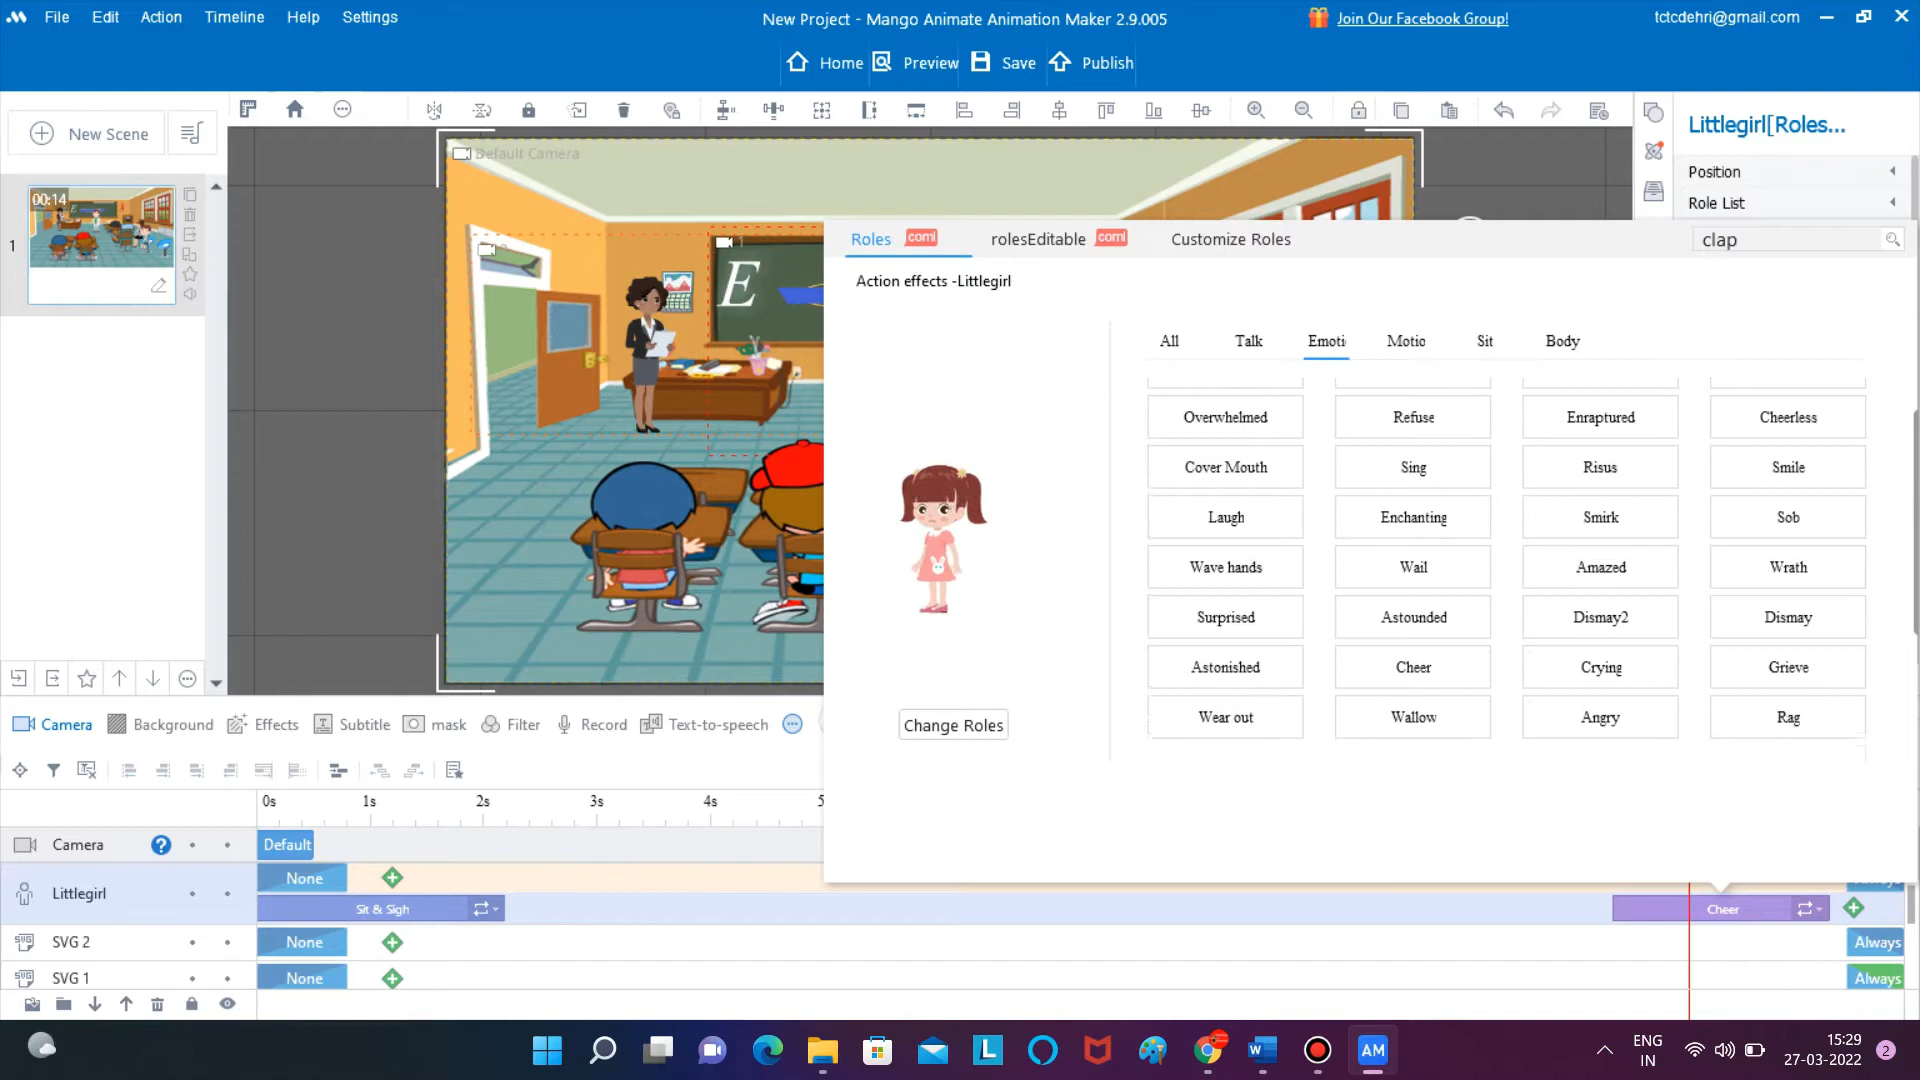 File Edit Action Timeline Help Settings
New Project - Mango Animate Animation Maker 2.9.005
Join Our Facebook Group!
tctcdehri@gmail.com
Home Preview Save Publish
New Scene
Littlegirl[Roles...
Position
Role List
00:14
1
Default Camera
E
Roles com! rolesEditable com! Customize Roles
clap
Action effects -Littlegirl
All Talk Emoti Motio Sit Body
Overwhelmed Refuse Enraptured Cheerless
Cover Mouth Sing Risus Smile
Laugh Enchanting Smirk Sob
Wave hands Wail Amazed Wrath
Surprised Astounded Dismay2 Dismay
Astonished Cheer Crying Grieve
Wear out Wallow Angry Rag
Change Roles
Camera Background Effects Subtitle mask Filter Record Text-to-speech
0s 1s 2s 3s 4s 5
Camera ? Default
Littlegirl None
Sit & Sigh Cheer
SVG 2 None Always
SVG 1 None Always
AM
ENG
IN
15:29
27-03-2022
2